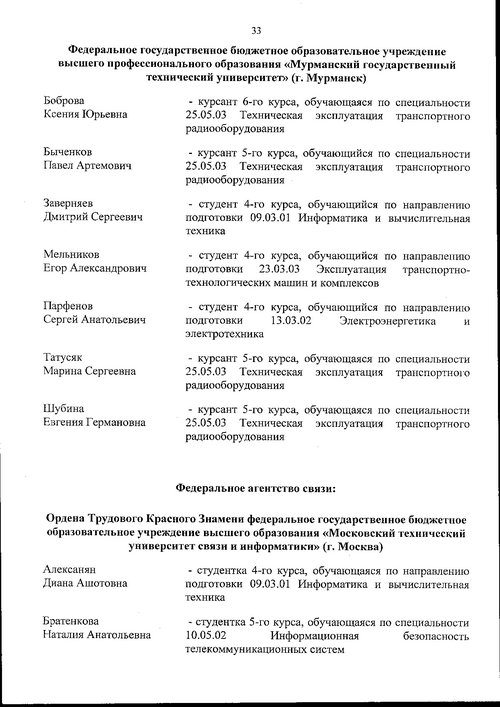 33
Федеральное государственное бюджетное образовательное учреждение
высшего профессионального образования «Мурманский государственный
технический университет» (г. Мурманск)
Боброва - курсант 6-го курса, обучающаяся по специальности
Ксения Юрьевна 25.05.03 Техническая эксплуатация транспортного
радиооборудования
Быченков - курсант 5-го курса, обучающийся по специальности
Павел Артемович 25.05.03 Техническая эксплуатация транспортного
радиооборудования
Заверняев - студент 4-го курса, обучающийся по направлению
Дмитрий Сергеевич подготовки 09.03.01 Информатика и вычислительная
техника
Мельников - студент 4-го курса, обучающийся по направлению
Егор Александрович подготовки 23.03.03 Эксплуатация транспортно-
технологических машин и комплексов
Парфенов - студент 4-го курса, обучающийся по направлению
Сергей Анатольевич подготовки 13.03.02 Электроэнергетика и
электротехника
Татусяк - курсант 5-го курса, обучающаяся по специальности
Марина Сергеевна 25.05.03 Техническая эксплуатация транспортного
радиооборудования
Шубина - курсант 5-го курса, обучающаяся по специальности
Евгения Германовна 25.05.03 Техническая эксплуатация транспортного
радиооборудования
Федеральное агентство связи:
Ордена Трудового Красного Знамени федеральное государственное бюджетное
образовательное учреждение высшего образования «Московский технический
университет связи и информатики» (г. Москва)
Алексанян - студентка 4-го курса, обучающаяся по направлению
Диана Ашотовна подготовки 09.03.01 Информатика и вычислительная
техника
Братенкова - студентка 5-го курса, обучающаяся по специальности
Наталия Анатольевна 10.05.02 Информационная безопасность
телекоммуникационных систем